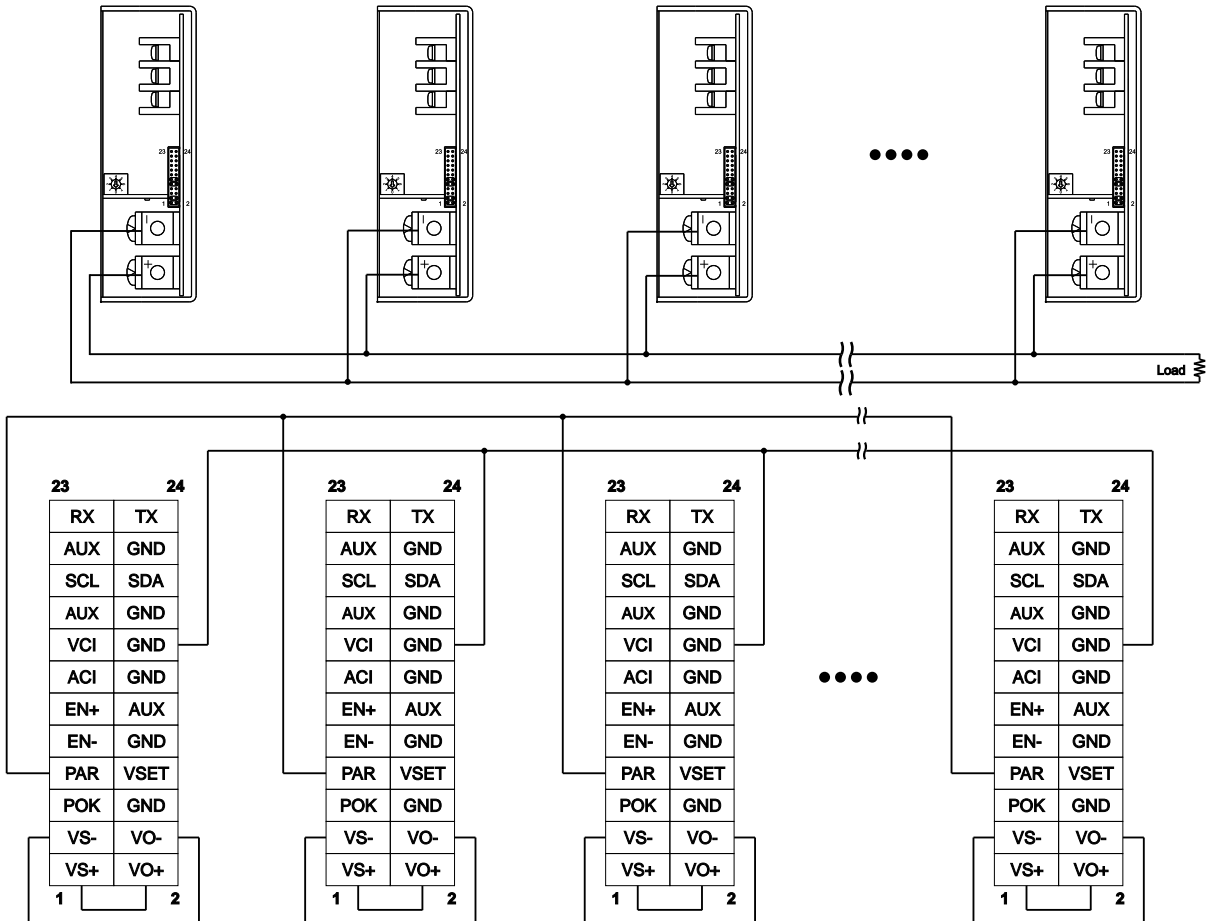 23 24 23 24 23 24 23 24
1 2 1 2 1 2 1 2
− − − −
+ + + +
Load
23 24 23 24 23 24 23 24
RX TX RX TX RX TX RX TX
AUX GND AUX GND AUX GND AUX GND
SCL SDA SCL SDA SCL SDA SCL SDA
AUX GND AUX GND AUX GND AUX GND
VCI GND VCI GND VCI GND VCI GND
ACI GND ACI GND ACI GND ACI GND
EN+ AUX EN+ AUX EN+ AUX EN+ AUX
EN- GND EN- GND EN- GND EN- GND
PAR VSET PAR VSET PAR VSET PAR VSET
POK GND POK GND POK GND POK GND
VS- VO- VS- VO- VS- VO- VS- VO-
VS+ VO+ VS+ VO+ VS+ VO+ VS+ VO+
1 2 1 2 1 2 1 2